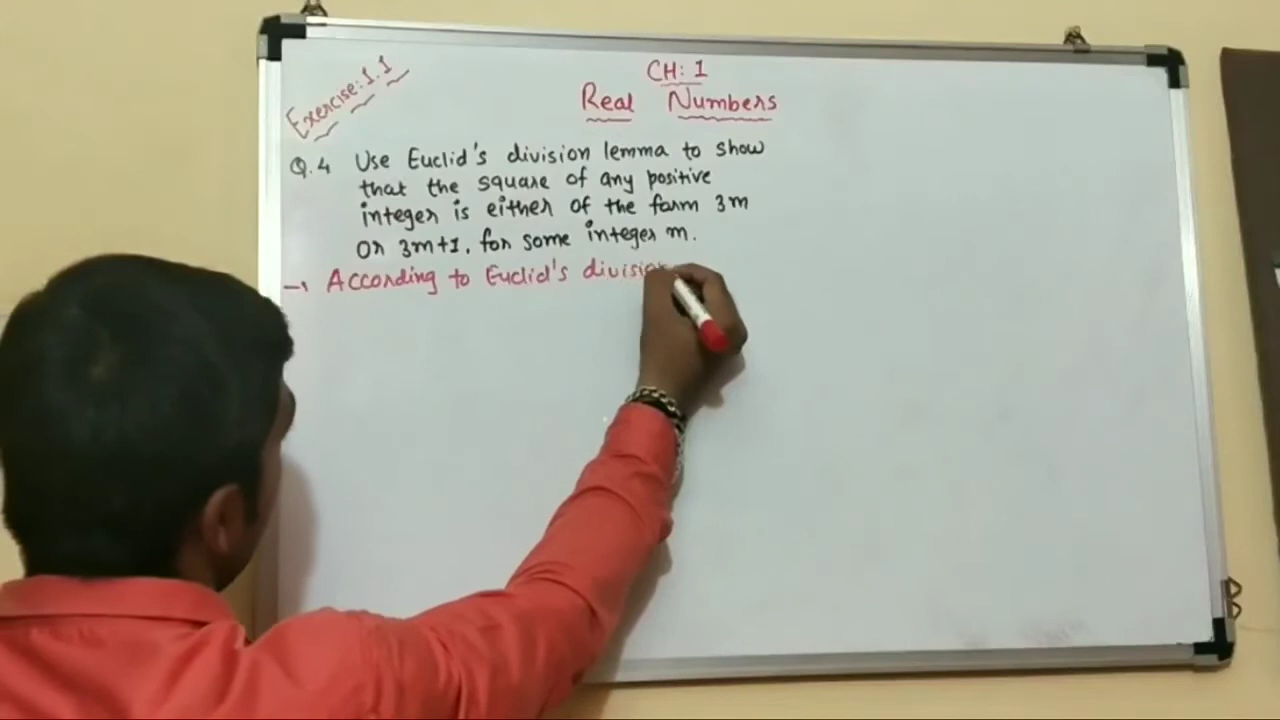 Exercise: 1.1
CH: 1
Real Numbers
Q.4 Use Euclid's division lemma to show
that the square of any positive
integer is either of the form 3m
or 3m+1, for some integer m.
→ According to Euclid's division